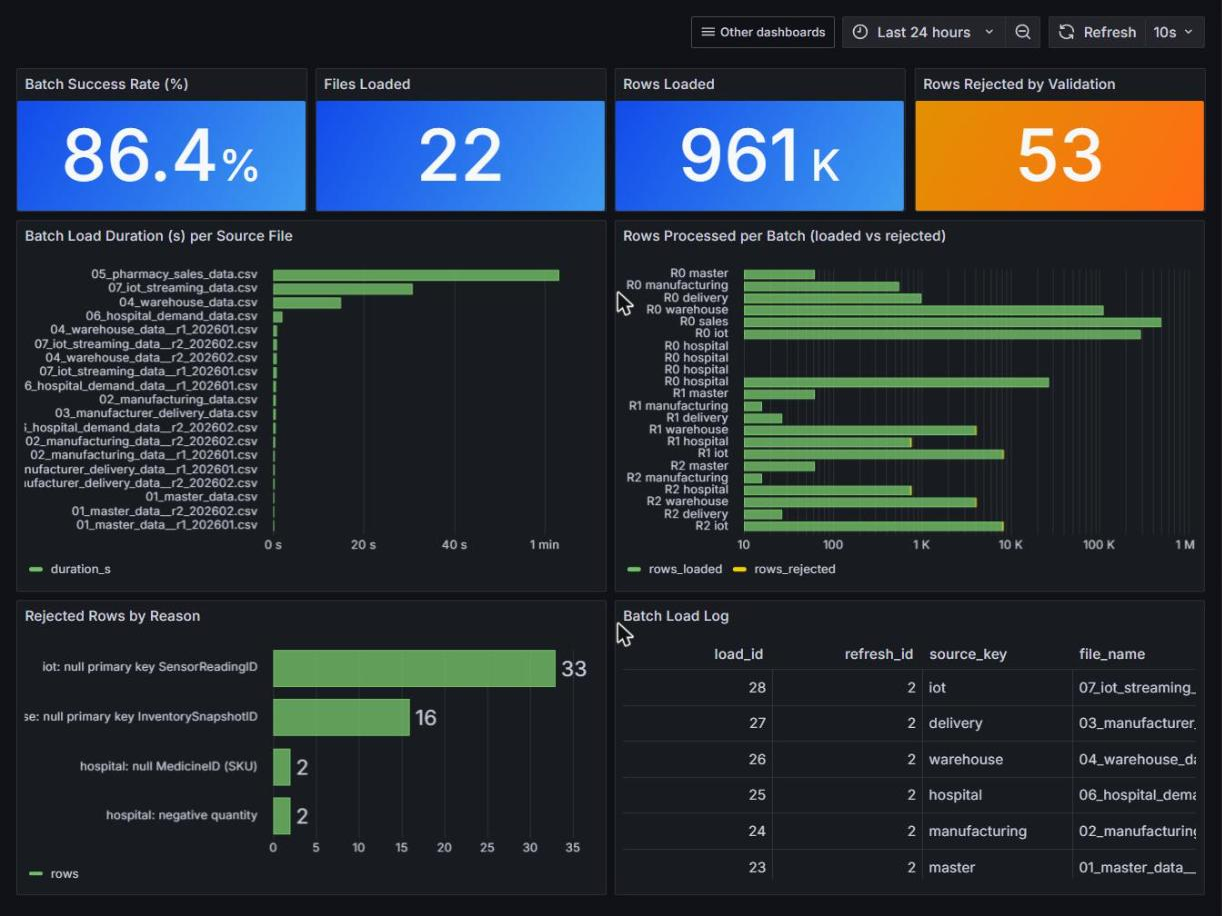 Other dashboards
Last 24 hours
Refresh
10s
Batch Success Rate (%)
Files Loaded
Rows Loaded
Rows Rejected by Validation
86.4%
22
961 K
53
Batch Load Duration (s) per Source File
05_pharmacy_sales_data.csv
07_iot_streaming_data.csv
04_warehouse_data.csv
06_hospital_demand_data.csv
04_warehouse_data__r1_202601.csv
07_iot_streaming_data__r2_202602.csv
04_warehouse_data__r2_202602.csv
07_iot_streaming_data__r1_202601.csv
6_hospital_demand_data__r1_202601.csv
02_manufacturing_data.csv
03_manufacturer_delivery_data.csv
_hospital_demand_data__r2_202602.csv
02_manufacturing_data__r2_202602.csv
02_manufacturing_data__r1_202601.csv
nufacturer_delivery_data__r1_202601.csv
ufacturer_delivery_data__r2_202602.csv
01_master_data.csv
01_master_data__r2_202602.csv
01_master_data__r1_202601.csv
0 s 20 s 40 s 1 min
duration_s
Rows Processed per Batch (loaded vs rejected)
R0 master
R0 manufacturing
R0 delivery
R0 warehouse
R0 sales
R0 iot
R0 hospital
R0 hospital
R0 hospital
R0 hospital
R1 master
R1 manufacturing
R1 delivery
R1 warehouse
R1 hospital
R1 iot
R2 master
R2 manufacturing
R2 hospital
R2 warehouse
R2 delivery
R2 iot
10 100 1 K 10 K 100 K 1 M
rows_loaded rows_rejected
Rejected Rows by Reason
iot: null primary key SensorReadingID 33
se: null primary key InventorySnapshotID 16
hospital: null MedicineID (SKU) 2
hospital: negative quantity 2
0 5 10 15 20 25 30 35
rows
Batch Load Log
load_id refresh_id source_key file_name
28 2 iot 07_iot_streaming_
27 2 delivery 03_manufacturer_
26 2 warehouse 04_warehouse_da
25 2 hospital 06_hospital_dema
24 2 manufacturing 02_manufacturing
23 2 master 01_master_data__